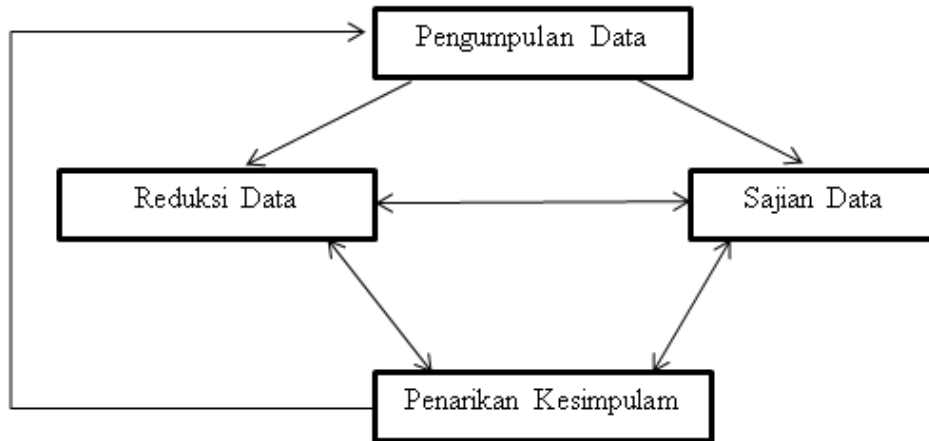 Pengumpulan Data
Reduksi Data
Sajian Data
Penarikan Kesimpulam